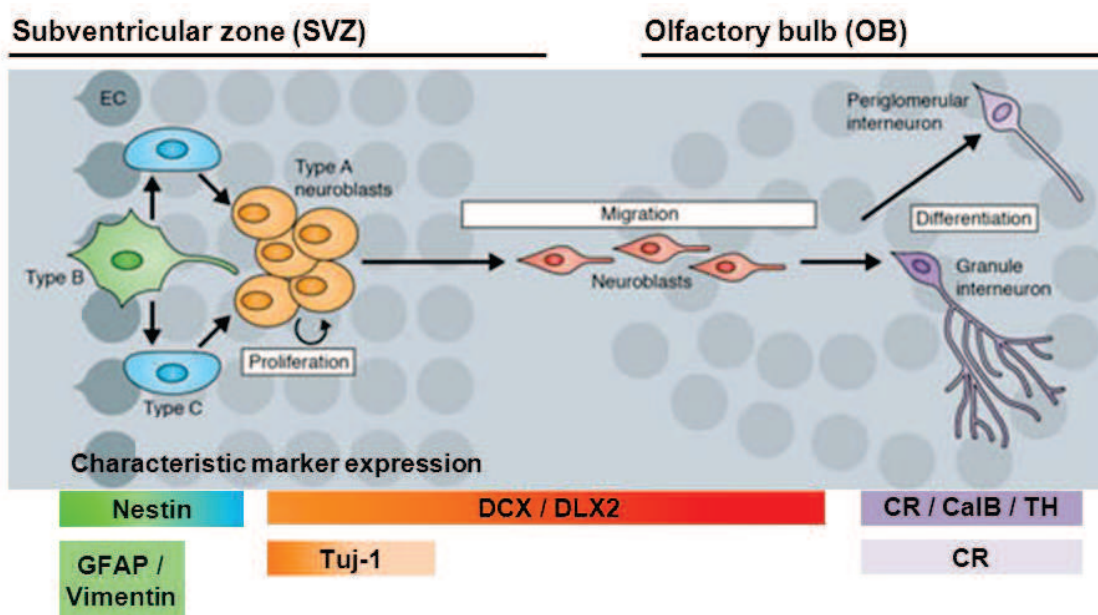 Subventricular zone (SVZ)
Olfactory bulb (OB)
EC
Periglomerular
interneuron
Type A
neuroblasts
Migration
Differentiation
Type B
Neuroblasts
Granule
interneuron
Proliferation
Type C
Characteristic marker expression
Nestin
DCX / DLX2
CR / CalB / TH
GFAP /
Vimentin
Tuj-1
CR